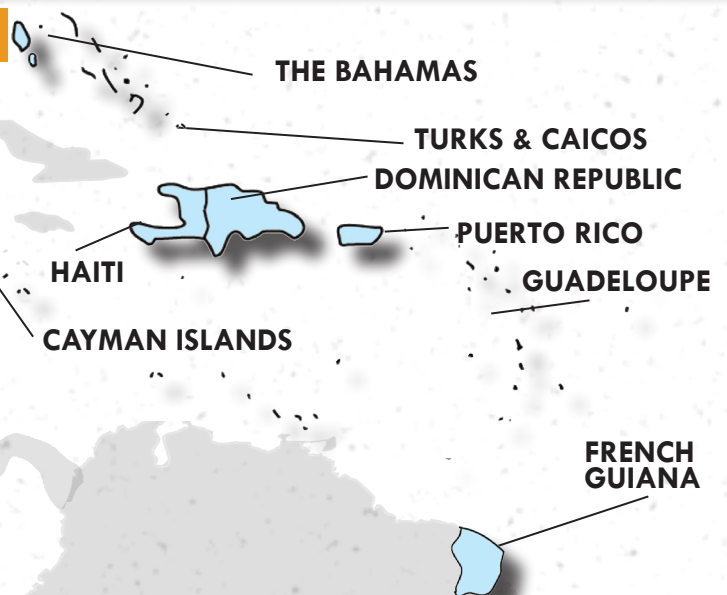 THE BAHAMAS
TURKS & CAICOS
DOMINICAN REPUBLIC
PUERTO RICO
HAITI
GUADELOUPE
CAYMAN ISLANDS
FRENCH
GUIANA